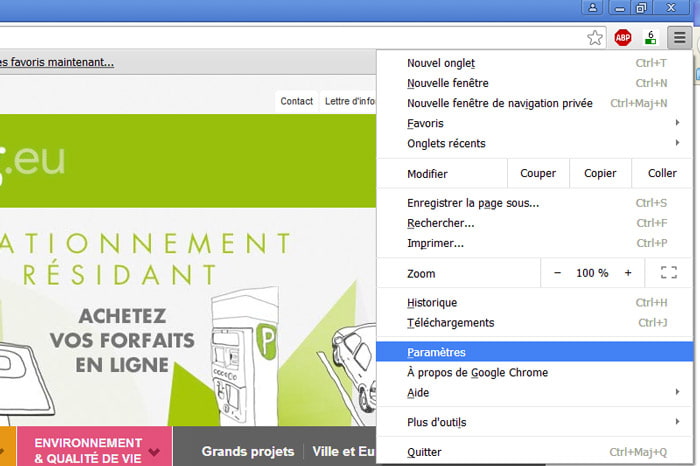 ABP
6
es favoris maintenant...
Contact
Lettre d'info
.eu
ATIONNEMENT
RÉSIDANT
ACHETEZ
VOS FORFAITS
EN LIGNE
P
ENVIRONNEMENT
& QUALITÉ DE VIE
Grands projets
Ville et Eu
Nouvel onglet Ctrl+T
Nouvelle fenêtre Ctrl+N
Nouvelle fenêtre de navigation privée Ctrl+Maj+N
Favoris
Onglets récents
Modifier Couper Copier Coller
Enregistrer la page sous... Ctrl+S
Rechercher... Ctrl+F
Imprimer... Ctrl+P
Zoom − 100 % +
Historique Ctrl+H
Téléchargements Ctrl+J
Paramètres
À propos de Google Chrome
Aide
Plus d'outils
Quitter Ctrl+Maj+Q